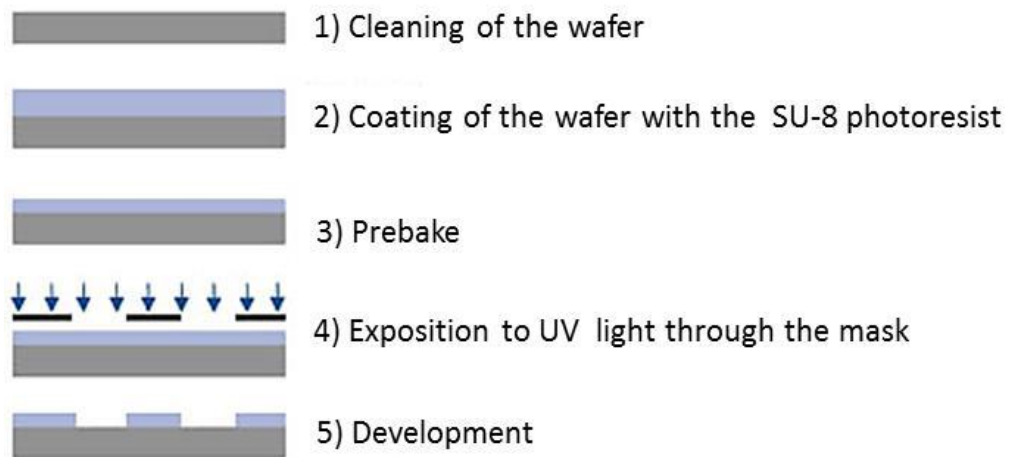 1) Cleaning of the wafer
2) Coating of the wafer with the SU-8 photoresist
3) Prebake
4) Exposition to UV light through the mask
5) Development